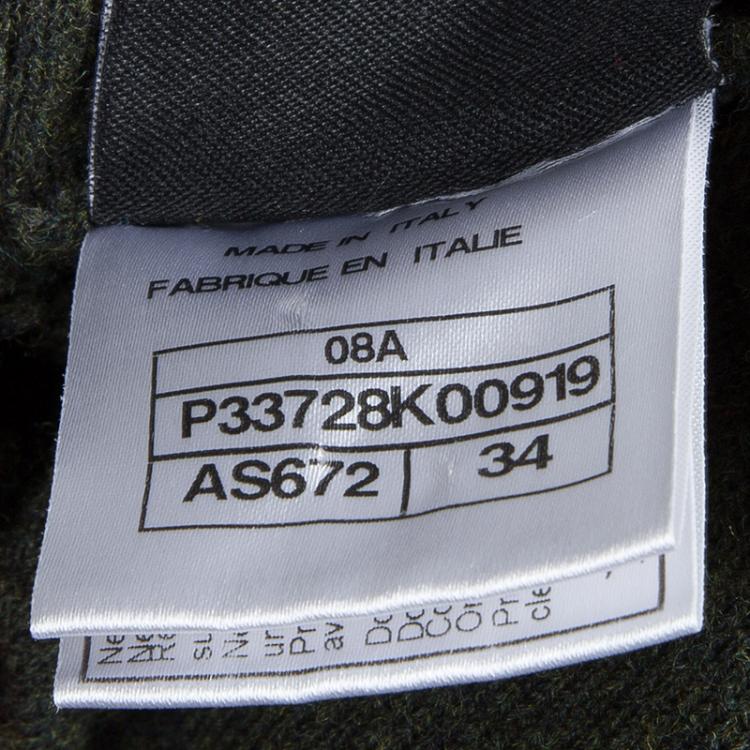 MADE IN ITALY
FABRIQUE EN ITALIE
08A
P33728K00919
AS672 34